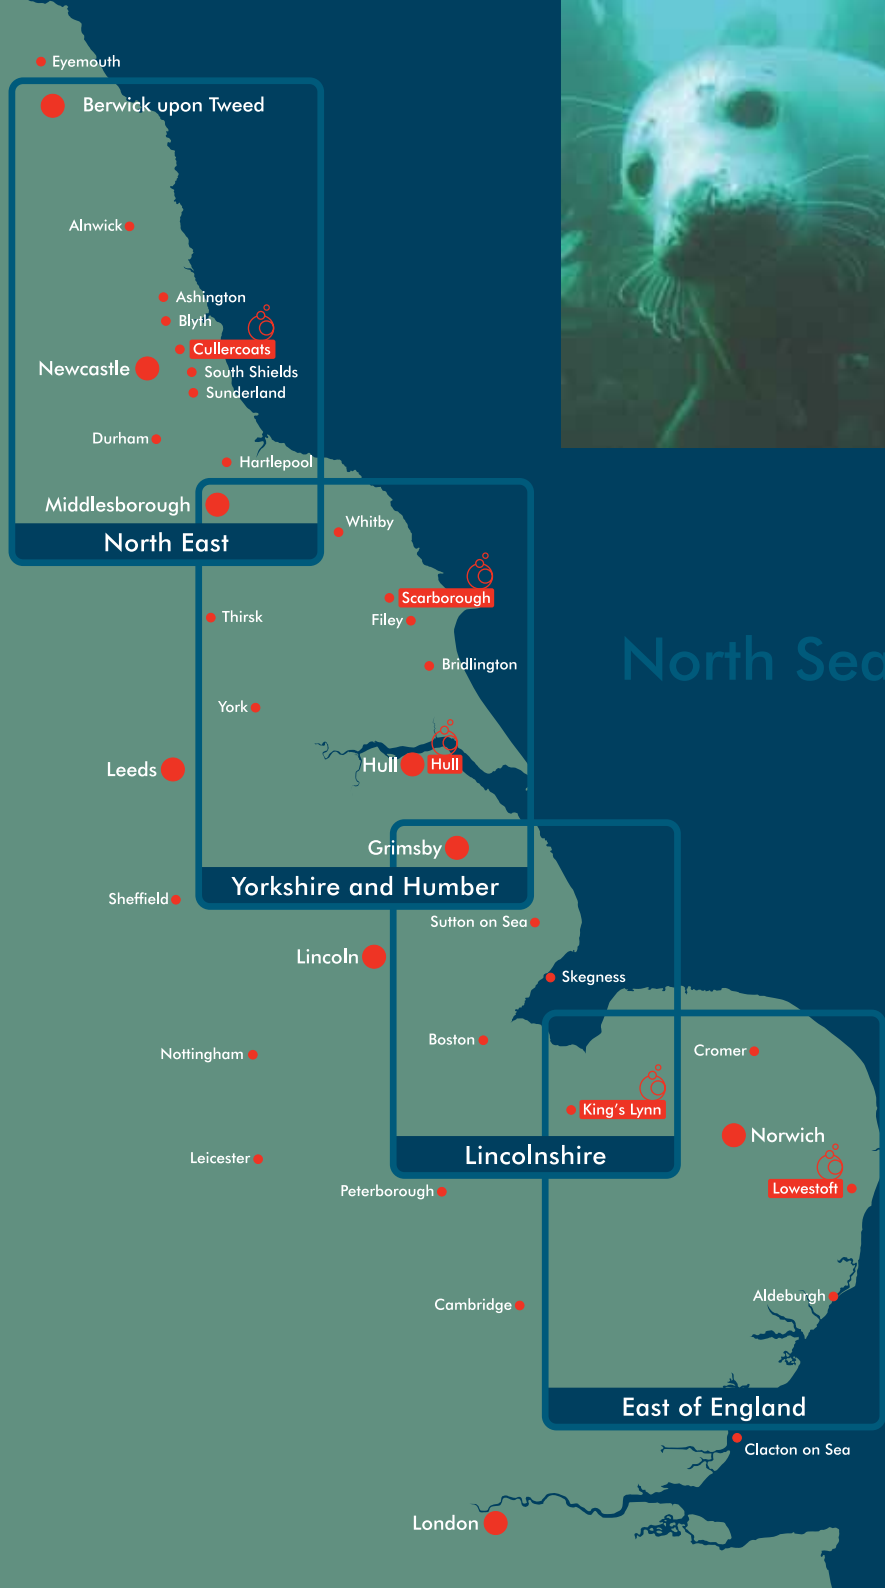 Eyemouth
Berwick upon Tweed
Alnwick
Ashington
Blyth
Cullercoats
Newcastle
South Shields
Sunderland
Durham
Hartlepool
Middlesborough
Whitby
North East
Scarborough
Thirsk
Filey
North Sea
Bridlington
York
Leeds
Hull
Hull
Grimsby
Yorkshire and Humber
Sheffield
Sutton on Sea
Lincoln
Skegness
Boston
Nottingham
Cromer
King's Lynn
Norwich
Lincolnshire
Leicester
Peterborough
Lowestoft
Aldeburgh
Cambridge
East of England
Clacton on Sea
London